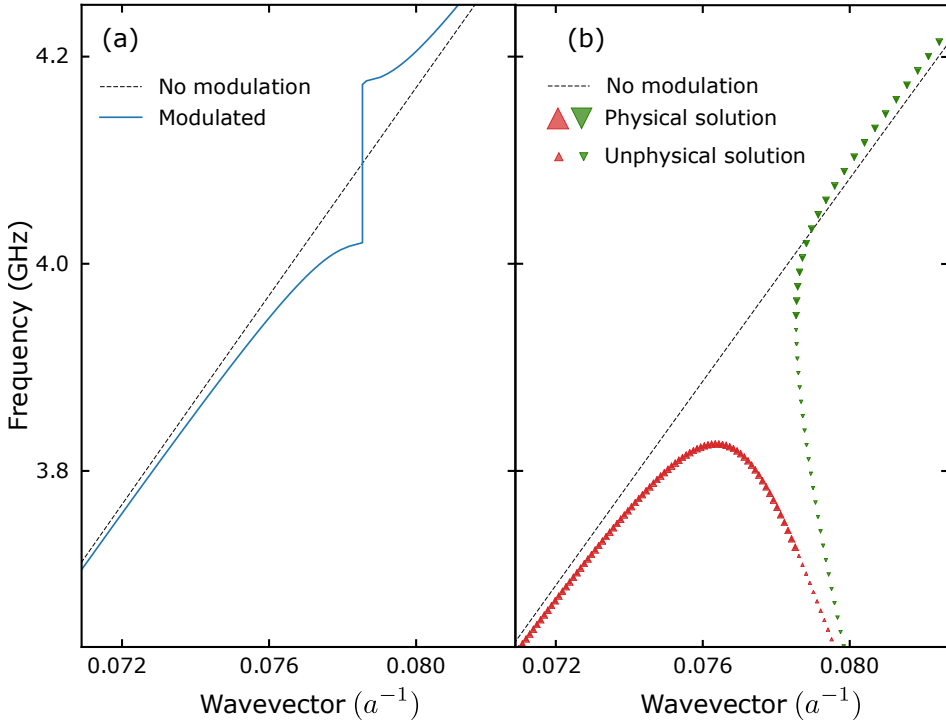 (a)
No modulation
Modulated
4.2
4.0
3.8
Frequency (GHz)
0.072
0.076
0.080
Wavevector (a⁻¹)
(b)
No modulation
Physical solution
Unphysical solution
0.072
0.076
0.080
Wavevector (a⁻¹)